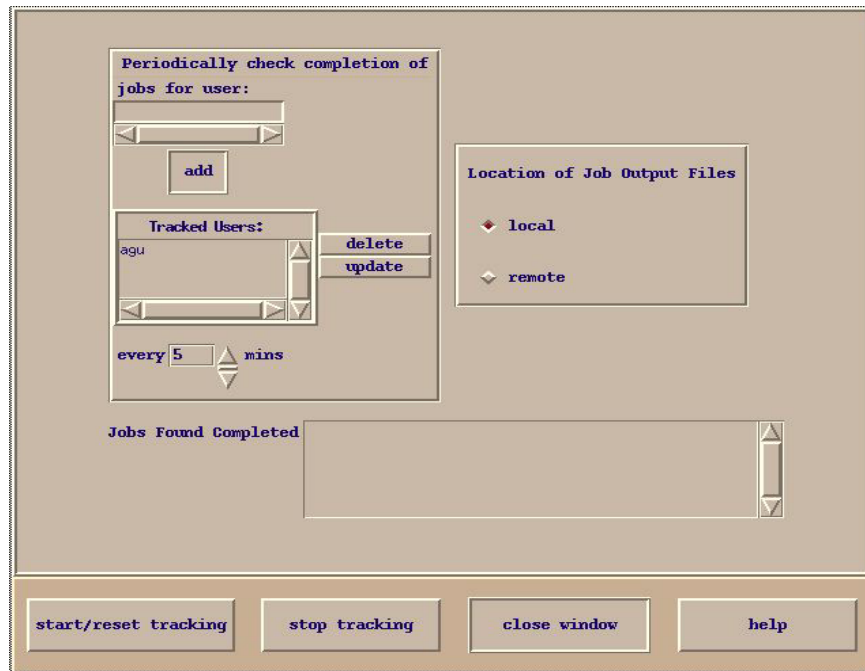 Periodically check completion of
jobs for user:
add
Tracked Users:
agu
delete
update
every 5 mins
Location of Job Output Files
local
remote
Jobs Found Completed
start/reset tracking
stop tracking
close window
help